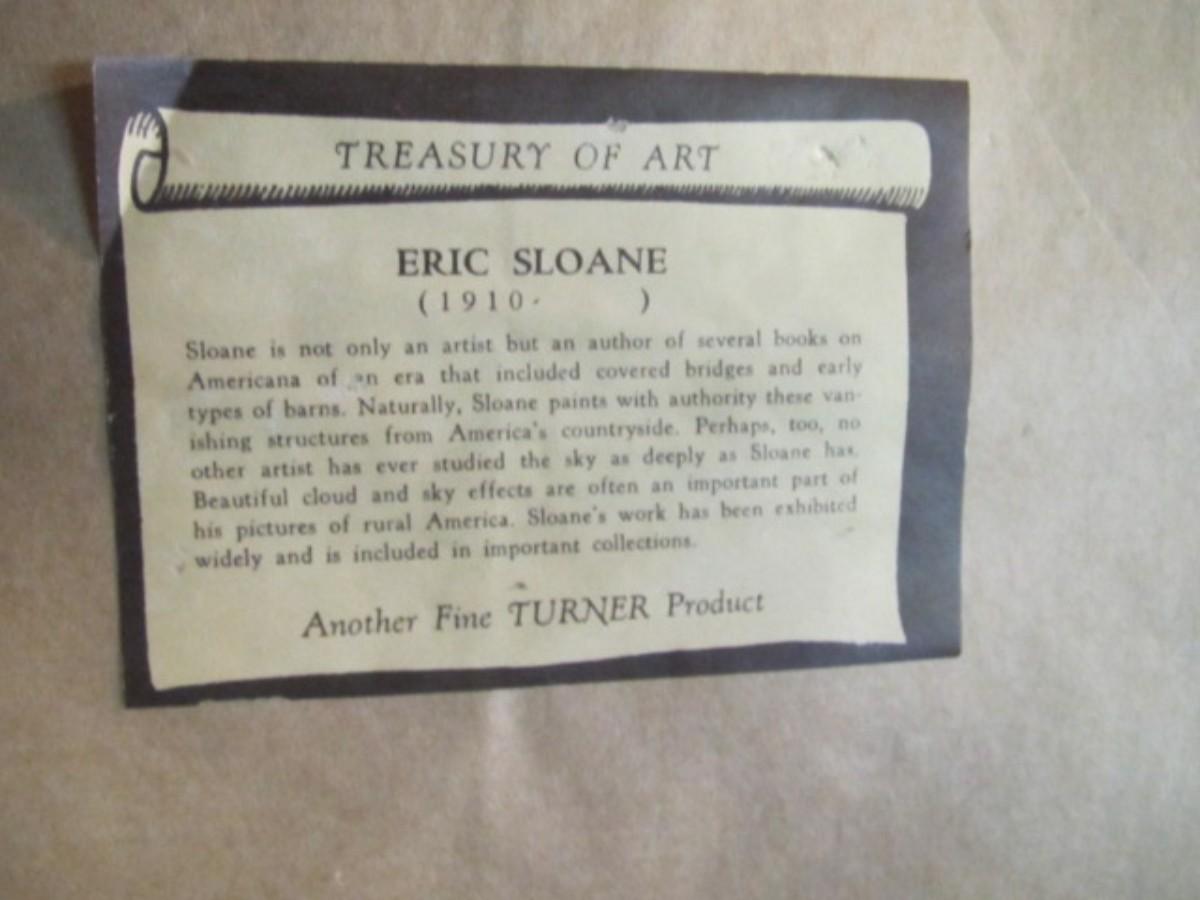 TREASURY OF ART
ERIC SLOANE
(1910- )
Sloane is not only an artist but an author of several books on
Americana of an era that included covered bridges and early
types of barns. Naturally, Sloane paints with authority these van-
ishing structures from America's countryside. Perhaps, too, no
other artist has ever studied the sky as deeply as Sloane has.
Beautiful cloud and sky effects are often an important part of
his pictures of rural America. Sloane's work has been exhibited
widely and is included in important collections.
Another Fine TURNER Product